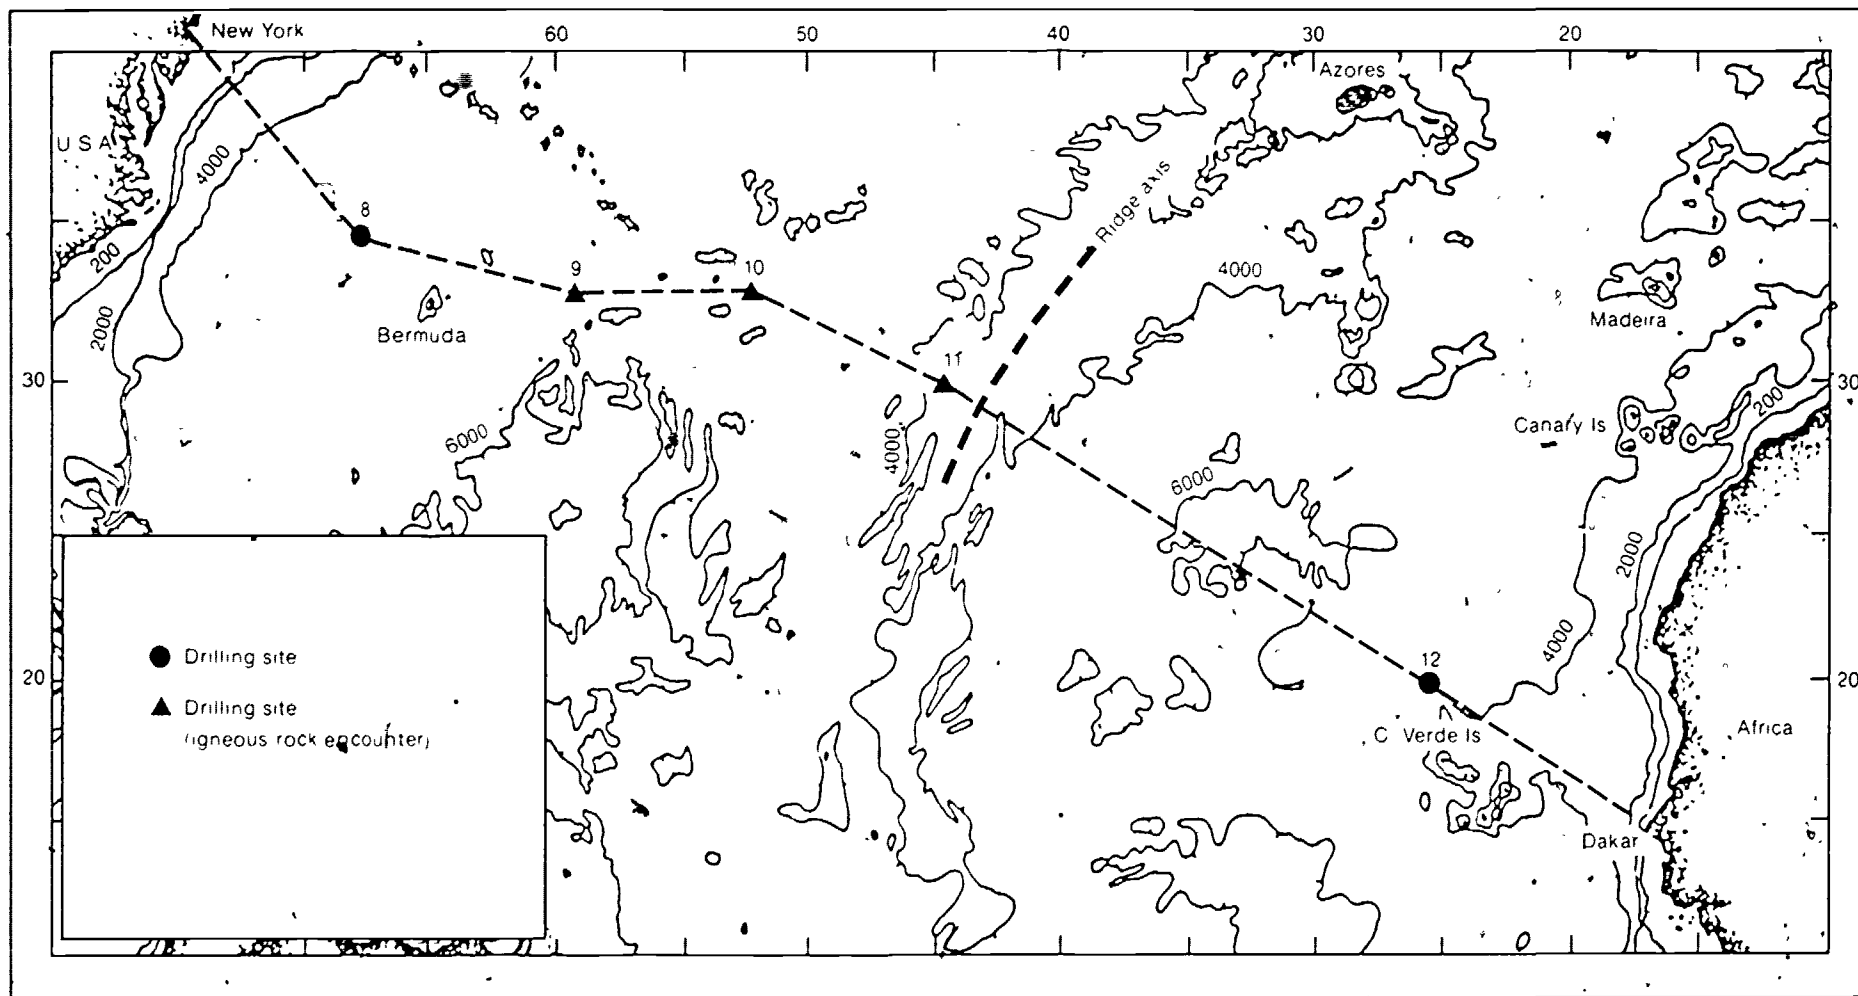 New York
60
50
40
30
20
Azores
U S A
4000
8
Ridge axis
200
9
10
4000
2000
Bermuda
Madeira
11
30
30
200
Canary Is
6000
4000
6000
2000
4000
12
Drilling site
20
20
Drilling site
(igneous rock encounter)
C Verde Is
Africa
Dakar